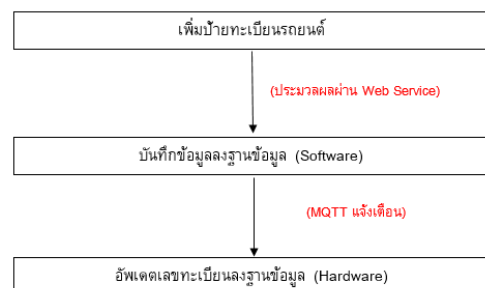 เพิ่มป้ายทะเบียนรถยนต์
(ประมวลผลผ่าน Web Service)
บันทึกข้อมูลลงฐานข้อมูล (Software)
(MQTT แจ้งเตือน)
อัพเดตเลขทะเบียนลงฐานข้อมูล (Hardware)